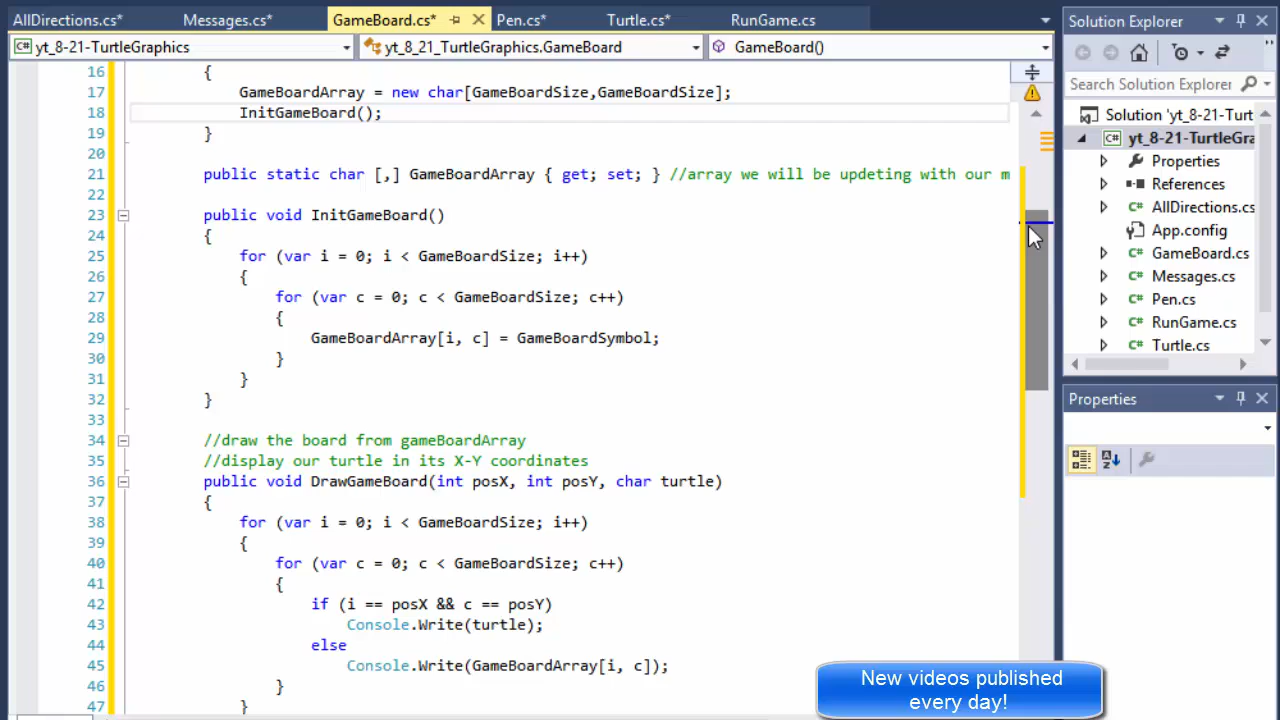 AllDirections.cs* Messages.cs* GameBoard.cs* Pen.cs* Turtle.cs* RunGame.cs
yt_8-21-TurtleGraphics yt_8_21_TurtleGraphics.GameBoard GameBoard()
16 {
17 GameBoardArray = new char[GameBoardSize,GameBoardSize];
18 InitGameBoard();
19 }
20
21 public static char [,] GameBoardArray { get; set; } //array we will be updeting with our m
22
23 public void InitGameBoard()
24 {
25 for (var i = 0; i < GameBoardSize; i++)
26 {
27 for (var c = 0; c < GameBoardSize; c++)
28 {
29 GameBoardArray[i, c] = GameBoardSymbol;
30 }
31 }
32 }
33
34 //draw the board from gameBoardArray
35 //display our turtle in its X-Y coordinates
36 public void DrawGameBoard(int posX, int posY, char turtle)
37 {
38 for (var i = 0; i < GameBoardSize; i++)
39 {
40 for (var c = 0; c < GameBoardSize; c++)
41 {
42 if (i == posX && c == posY)
43 Console.Write(turtle);
44 else
45 Console.Write(GameBoardArray[i, c]);
46 }
47 }
Solution Explorer
Search Solution Explorer
Solution 'yt_8-21-Turt
C# yt_8-21-TurtleGra
Properties
References
C# AllDirections.cs
App.config
C# GameBoard.cs
C# Messages.cs
C# Pen.cs
C# RunGame.cs
C# Turtle.cs
Properties
New videos published
every day!